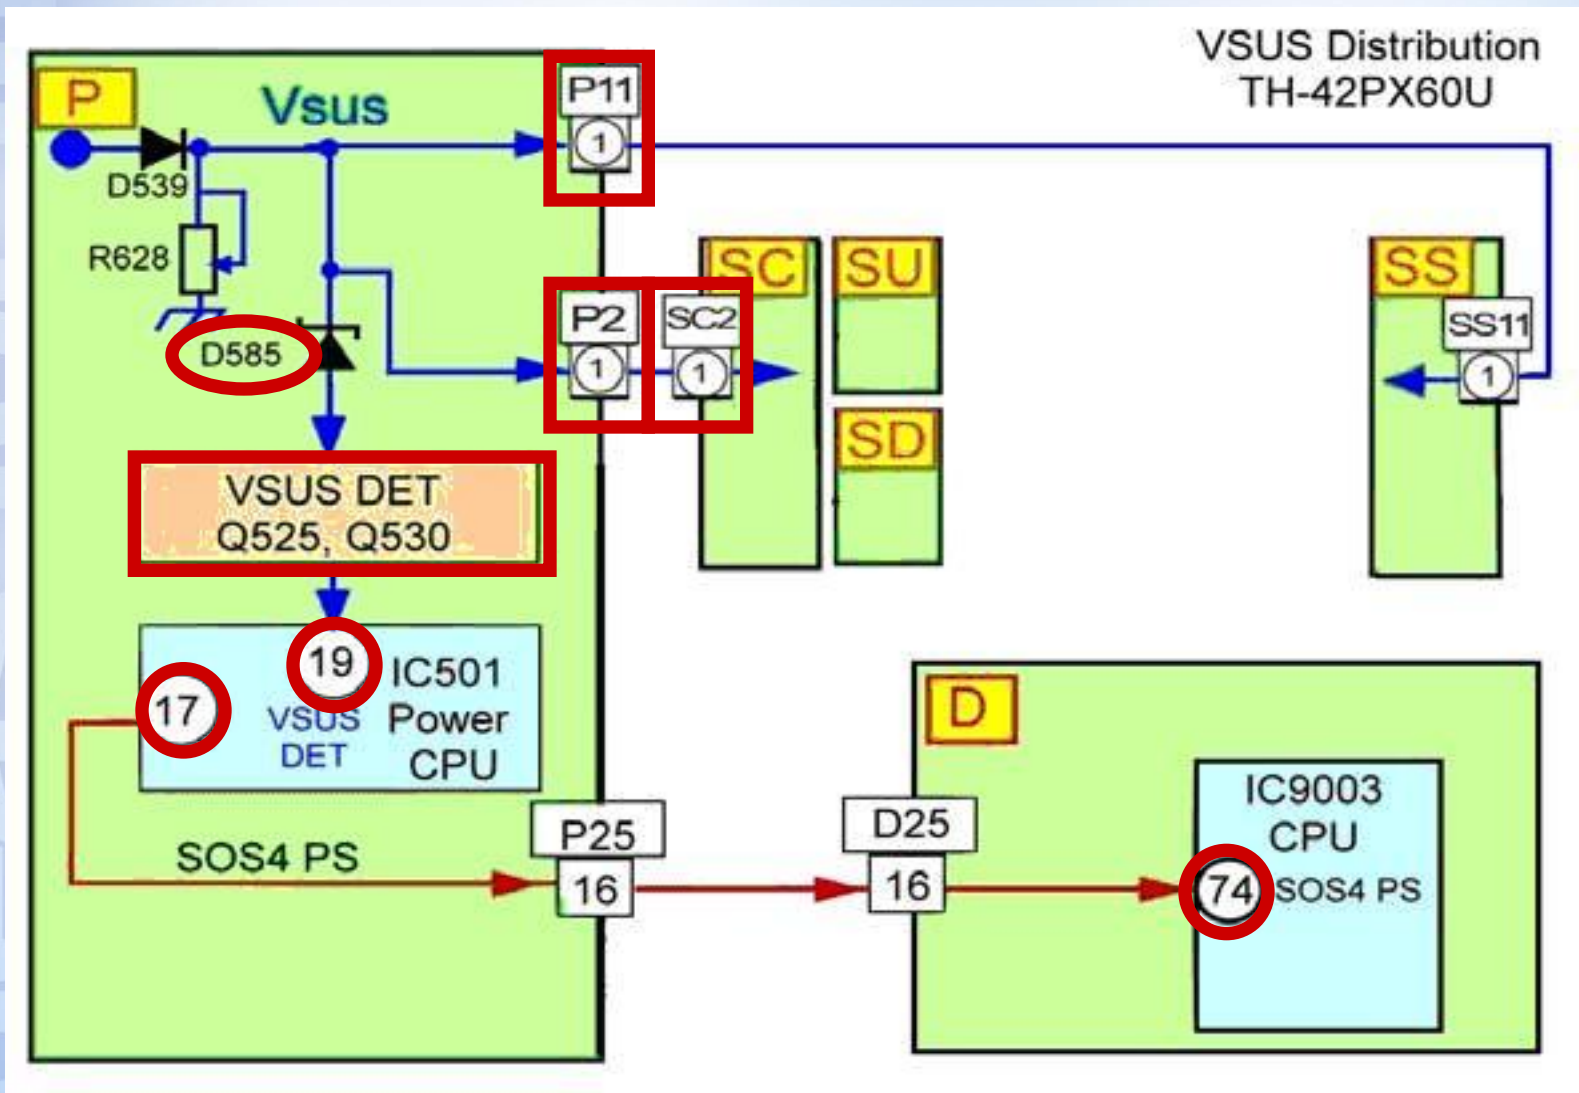 VSUS Distribution
TH-42PX60U
P
Vsus
P11
1
D539
R628
D585
P2
1
SC2
1
SC
SU
SD
SS
SS11
1
VSUS DET
Q525, Q530
19
17
VSUS
DET
IC501
Power
CPU
SOS4 PS
P25
16
D25
16
D
IC9003
CPU
74
SOS4 PS